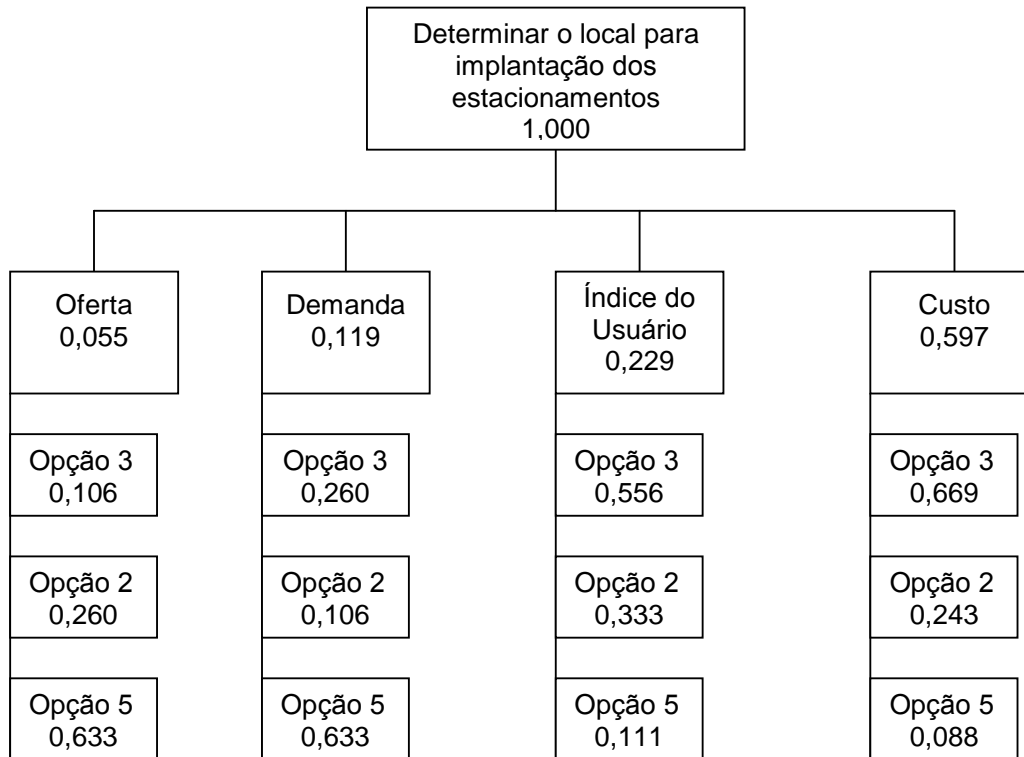 Determinar o local para
implantação dos
estacionamentos
1,000
Oferta
0,055
Demanda
0,119
Índice do
Usuário
0,229
Custo
0,597
Opção 3
0,106
Opção 3
0,260
Opção 3
0,556
Opção 3
0,669
Opção 2
0,260
Opção 2
0,106
Opção 2
0,333
Opção 2
0,243
Opção 5
0,633
Opção 5
0,633
Opção 5
0,111
Opção 5
0,088